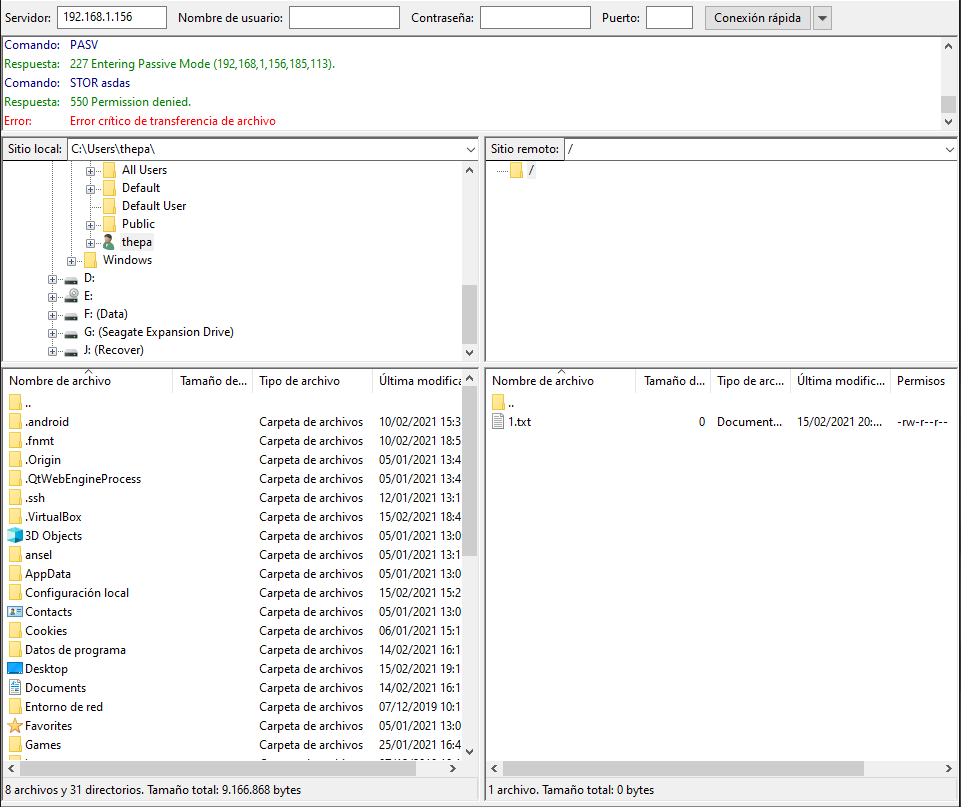 Servidor: 192.168.1.156 Nombre de usuario: Contraseña: Puerto: Conexión rápida
Comando: PASV
Respuesta: 227 Entering Passive Mode (192,168,1,156,185,113).
Comando: STOR asdas
Respuesta: 550 Permission denied.
Error: Error crítico de transferencia de archivo
Sitio local: C:\Users\thepa\
All Users
Default
Default User
Public
thepa
Windows
D:
E:
F: (Data)
G: (Seagate Expansion Drive)
J: (Recover)
Sitio remoto: /
/
Nombre de archivo Tamaño de... Tipo de archivo Última modifica
..
.android Carpeta de archivos 10/02/2021 15:3
.fnmt Carpeta de archivos 10/02/2021 18:5
.Origin Carpeta de archivos 05/01/2021 13:4
.QtWebEngineProcess Carpeta de archivos 05/01/2021 13:4
.ssh Carpeta de archivos 12/01/2021 13:1
.VirtualBox Carpeta de archivos 15/02/2021 18:4
3D Objects Carpeta de archivos 05/01/2021 13:0
ansel Carpeta de archivos 05/01/2021 13:1
AppData Carpeta de archivos 05/01/2021 13:0
Configuración local Carpeta de archivos 15/02/2021 15:2
Contacts Carpeta de archivos 05/01/2021 13:0
Cookies Carpeta de archivos 06/01/2021 15:1
Datos de programa Carpeta de archivos 14/02/2021 16:1
Desktop Carpeta de archivos 15/02/2021 19:1
Documents Carpeta de archivos 14/02/2021 16:1
Entorno de red Carpeta de archivos 07/12/2019 10:1
Favorites Carpeta de archivos 05/01/2021 13:0
Games Carpeta de archivos 25/01/2021 16:4
8 archivos y 31 directorios. Tamaño total: 9.166.868 bytes
Nombre de archivo Tamaño d... Tipo de arc... Última modific... Permisos
..
1.txt 0 Document... 15/02/2021 20:... -rw-r--r--
1 archivo. Tamaño total: 0 bytes